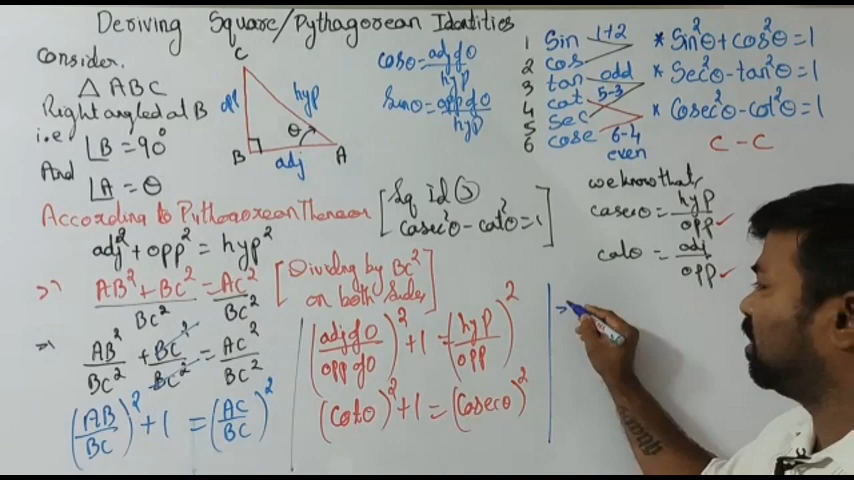 Deriving Square/Pythagorean Identities
Consider.
△ ABC
Right angled at B
i.e
∠B = 90°
And
∠A = θ
C
opp
hyp
θ
B
adj
A
cosθ = adj of θ / hyp
Sinθ = opp of θ / hyp
1 Sin 1+2
2 cos
3 tan odd
4 cot 5-3
5 sec
6 cosec 6-4
even
* Sin²θ + cos²θ = 1
* Sec²θ - tan²θ = 1
* Cosec²θ - cot²θ = 1
C - C
we know that,
cosecθ = hyp / opp ✓
cotθ = adj / opp ✓
According to Pythagorean Theorem
[Sq id ③
cosec²θ - cot²θ = 1]
adj² + opp² = hyp²
⇒ AB² + BC² / BC² = AC² / BC²
[Dividing by BC²
on both sides]
⇒ AB² / BC² + BC² / BC² = AC² / BC²
(AB / BC)² + 1 = (AC / BC)²
(adj of θ / opp of θ)² + 1 = (hyp / opp)²
(Cotθ)² + 1 = (Cosecθ)²
⇒